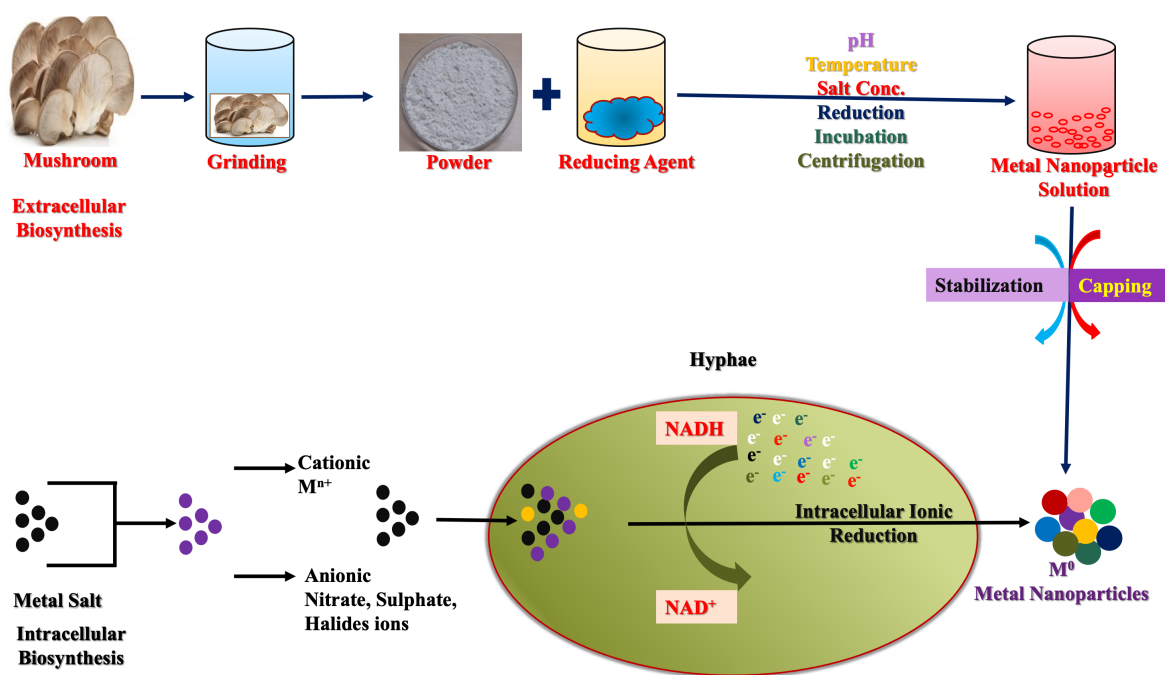 Mushroom
Grinding
Powder
Reducing Agent
pH
Temperature
Salt Conc.
Reduction
Incubation
Centrifugation
Metal Nanoparticle
Solution
Extracellular
Biosynthesis
Stabilization
Capping
Hyphae
NADH
e⁻ e⁻ e⁻
e⁻ e⁻ e⁻ e⁻
e⁻ e⁻ e⁻ e⁻ e⁻
e⁻ e⁻ e⁻ e⁻ e⁻
Cationic
Mⁿ⁺
Intracellular Ionic
Reduction
Anionic
Nitrate, Sulphate,
Halides ions
NAD⁺
M⁰
Metal Nanoparticles
Metal Salt
Intracellular
Biosynthesis